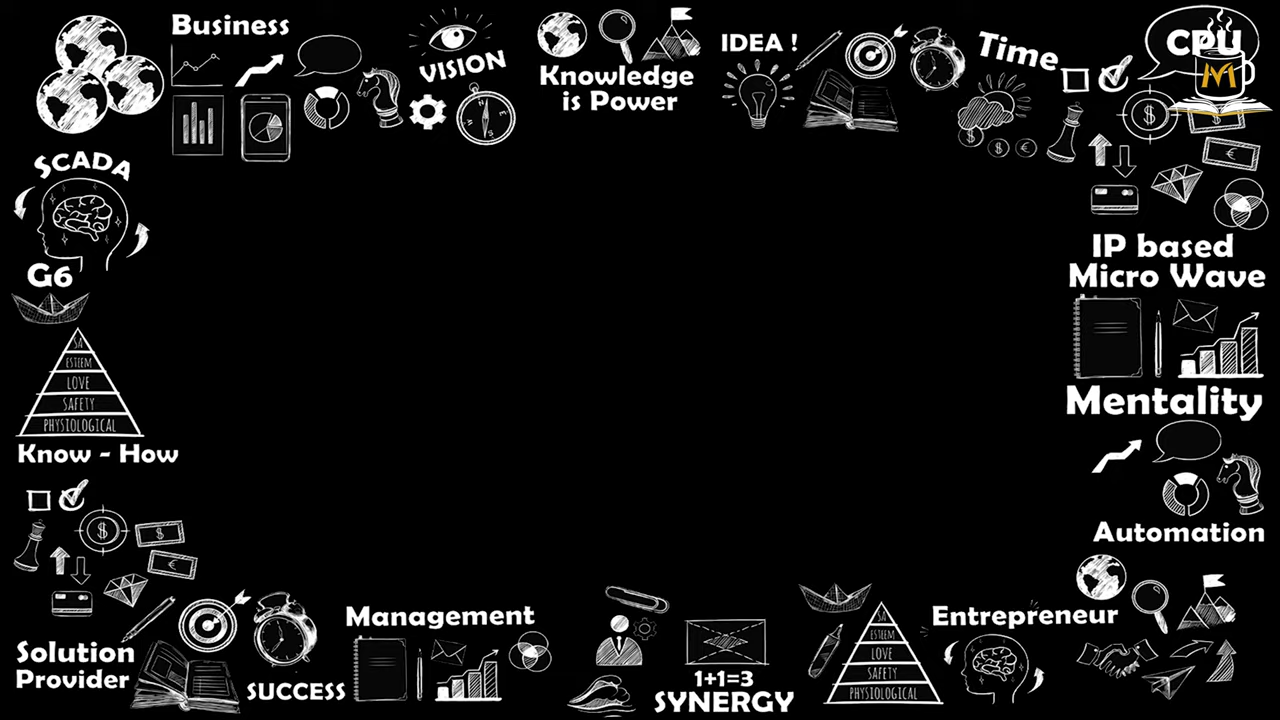 Business
VISION
Knowledge
is Power
IDEA !
Time
CPU
M
SCADA
G6
IP based
Micro Wave
SA
ESTEEM
LOVE
SAFETY
PHYSIOLOGICAL
Know - How
Mentality
Automation
Solution
Provider
SUCCESS
Management
1+1=3
SYNERGY
SA
ESTEEM
LOVE
SAFETY
PHYSIOLOGICAL
Entrepreneur